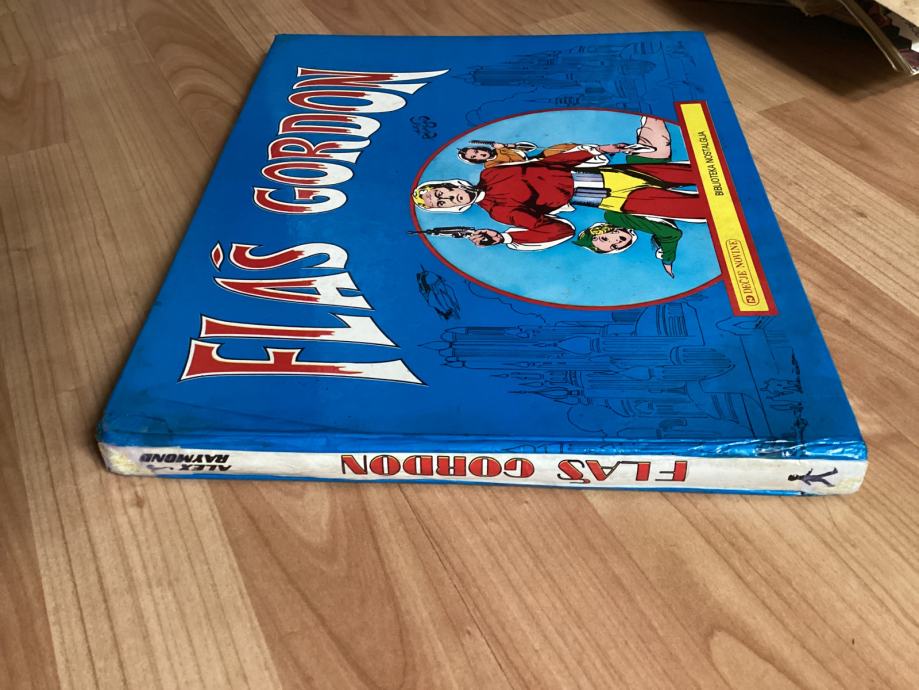 FLAŠ GORDON
BIBLIOTEKA NOSTALGIJA
DEČJE NOVINE
ALEX
RAYMOND
FLAŠ GORDON